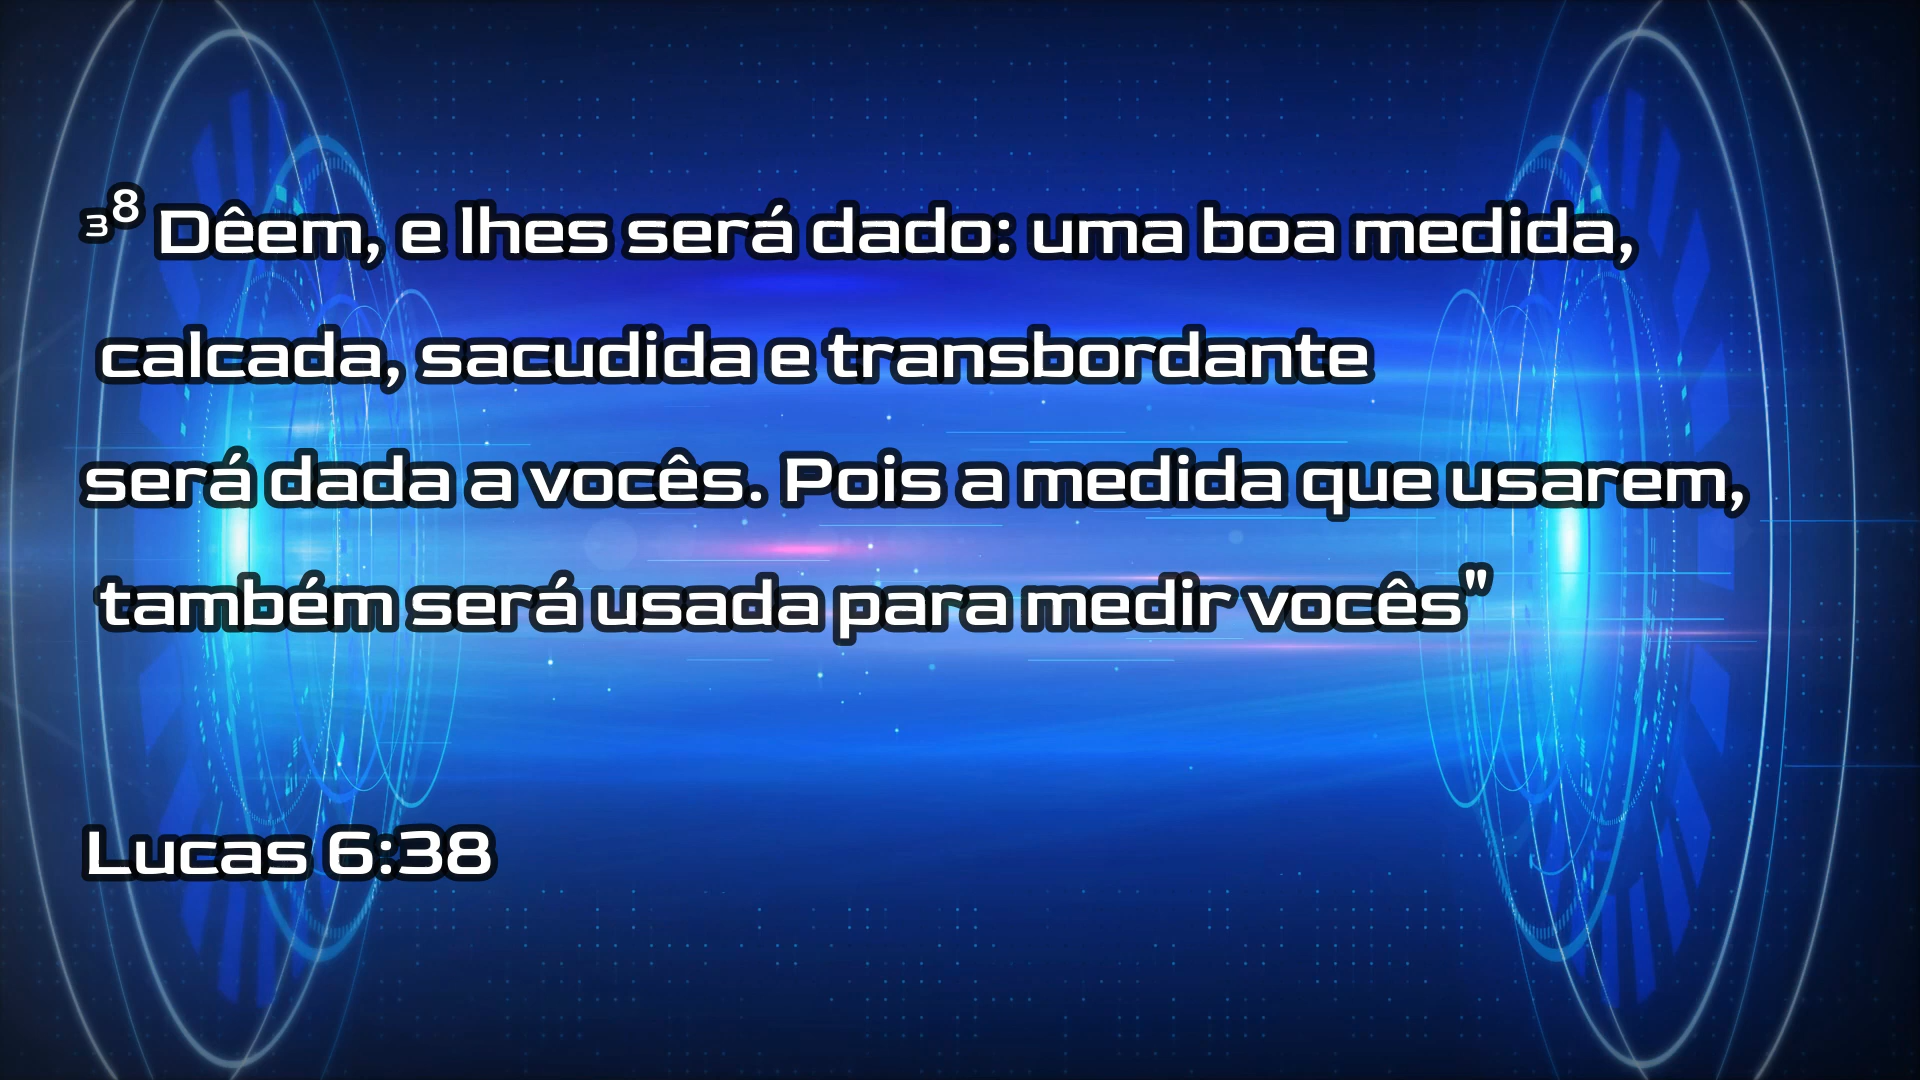 ³⁸ Dêem, e lhes será dado: uma boa medida,
calcada, sacudida e transbordante
será dada a vocês. Pois a medida que usarem,
também será usada para medir vocês"
Lucas 6:38